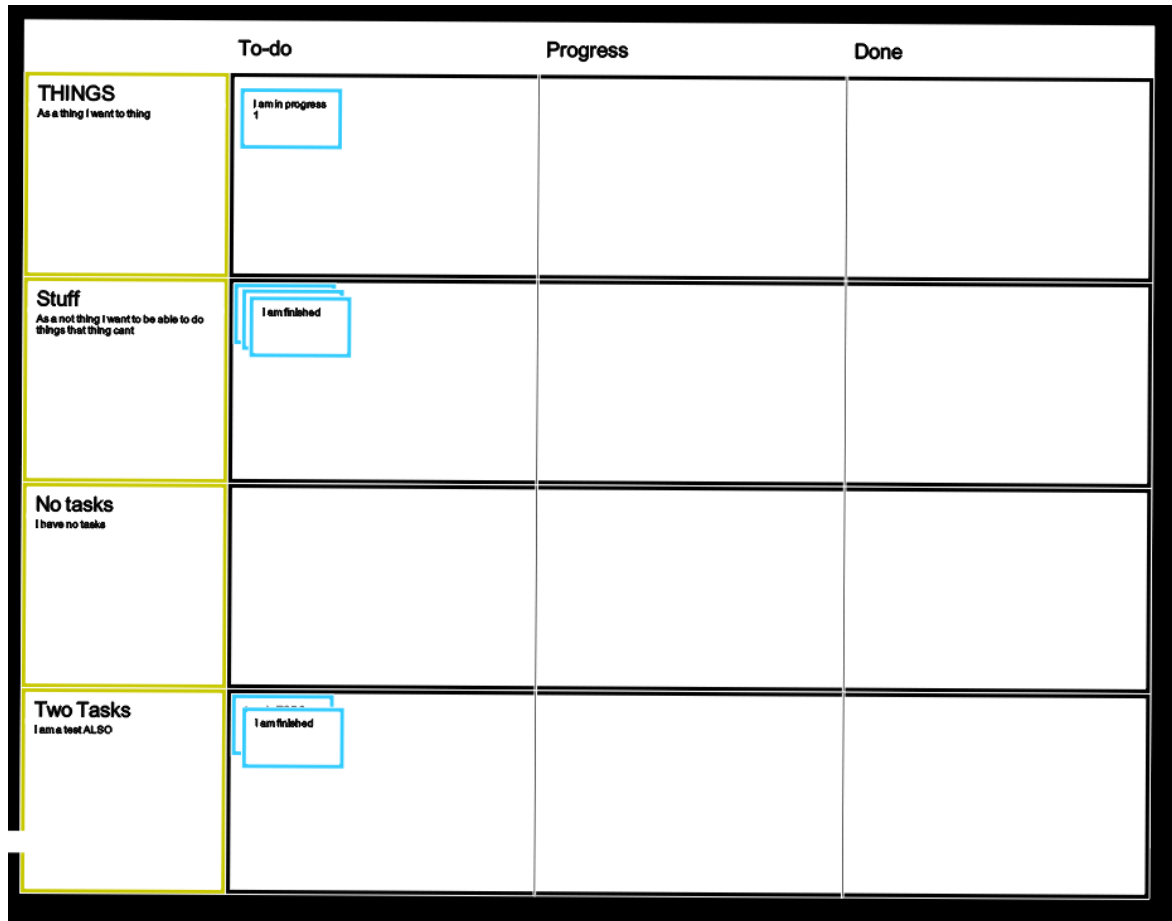 To-do
Progress
Done
THINGS
As a thing I want to thing
I am in progress
1
Stuff
As a not thing I want to be able to do
things that thing cant
I am finished
No tasks
I have no tasks
Two Tasks
I am a test ALSO
I am finished